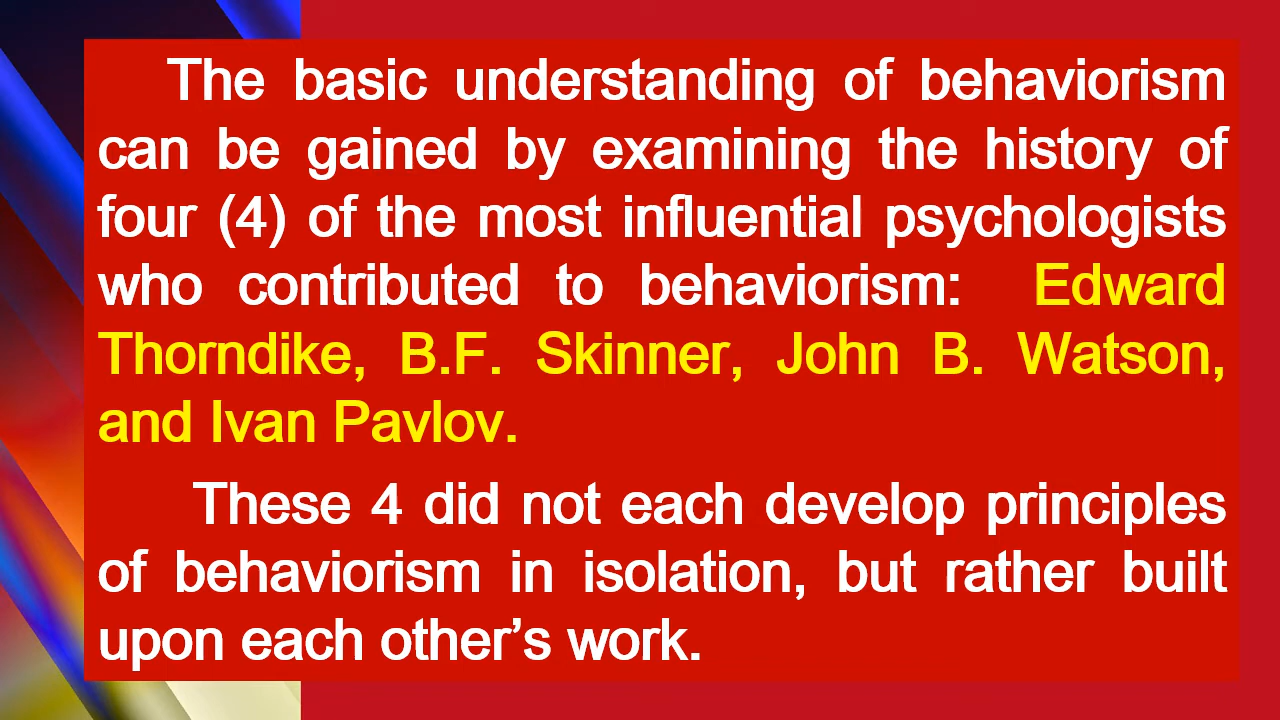 The basic understanding of behaviorism
can be gained by examining the history of
four (4) of the most influential psychologists
who contributed to behaviorism: Edward
Thorndike, B.F. Skinner, John B. Watson,
and Ivan Pavlov.
These 4 did not each develop principles
of behaviorism in isolation, but rather built
upon each other’s work.